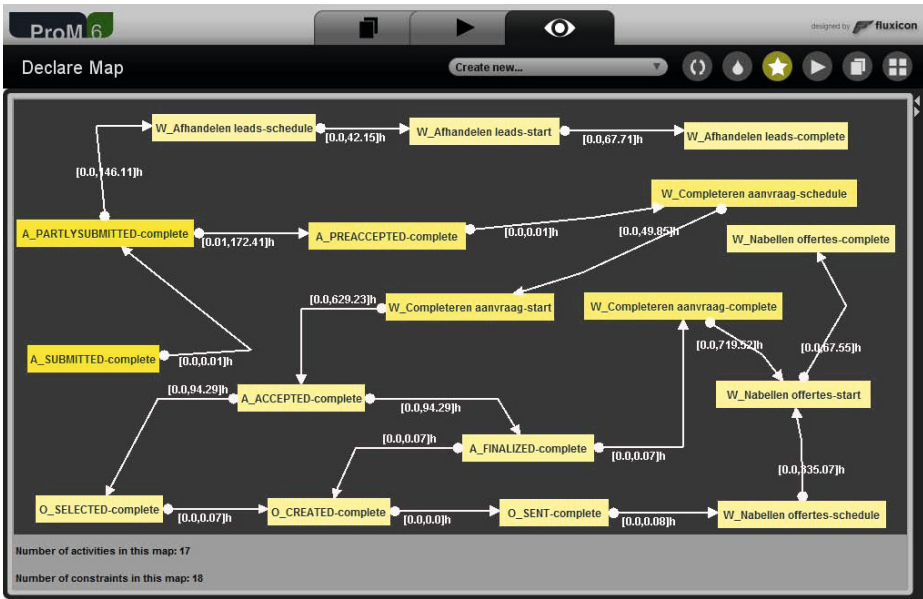 ProM 6
designed by fluxicon
Declare Map
Create new...
W_Afhandelen leads-schedule
[0.0,42.15]h
W_Afhandelen leads-start
[0.0,67.71]h
W_Afhandelen leads-complete
[0.0,146.11]h
W_Completeren aanvraag-schedule
A_PARTLYSUBMITTED-complete
[0.01,172.41]h
A_PREACCEPTED-complete
[0.0,0.01]h
[0.0,49.85]h
W_Nabellen offertes-complete
[0.0,629.23]h
W_Completeren aanvraag-start
W_Completeren aanvraag-complete
A_SUBMITTED-complete
[0.0,0.01]h
[0.0,719.52]h
[0.0,67.55]h
[0.0,94.29]h
A_ACCEPTED-complete
[0.0,94.29]h
W_Nabellen offertes-start
[0.0,0.07]h
A_FINALIZED-complete
[0.0,0.07]h
[0.0,335.07]h
O_SELECTED-complete
[0.0,0.07]h
O_CREATED-complete
[0.0,0.0]h
O_SENT-complete
[0.0,0.08]h
W_Nabellen offertes-schedule
Number of activities in this map: 17
Number of constraints in this map: 18